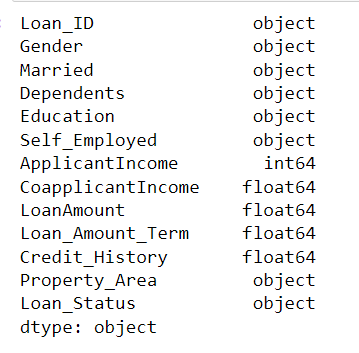 Loan_ID object
Gender object
Married object
Dependents object
Education object
Self_Employed object
ApplicantIncome int64
CoapplicantIncome float64
LoanAmount float64
Loan_Amount_Term float64
Credit_History float64
Property_Area object
Loan_Status object
dtype: object